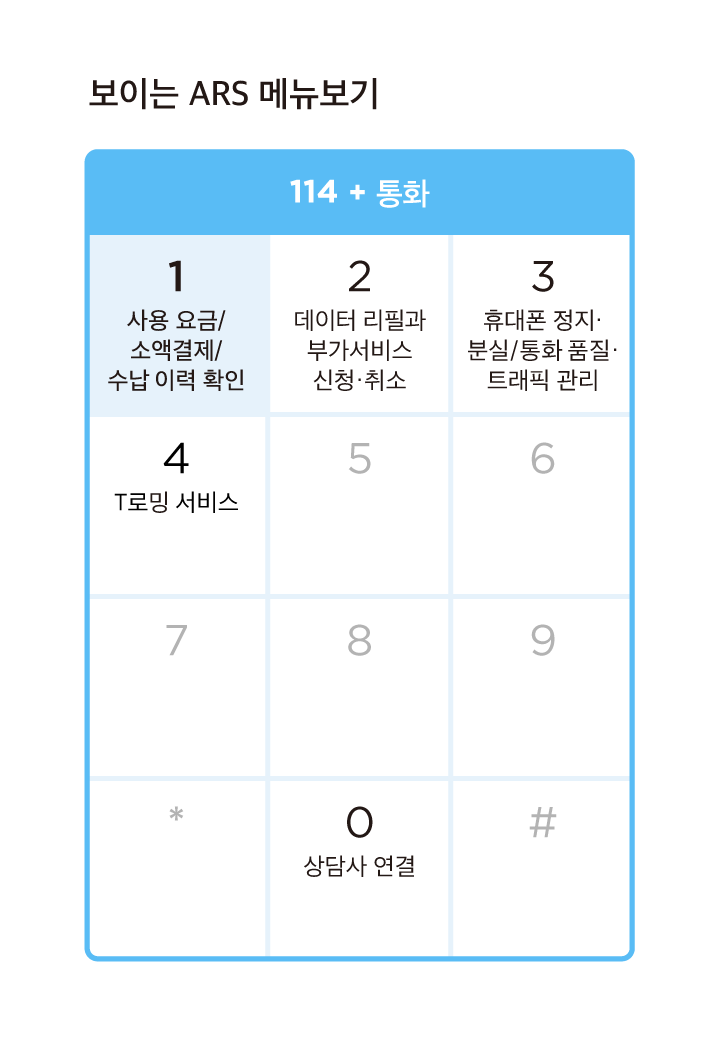 보이는 ARS 메뉴보기
114 + 통화
1
사용 요금/
소액결제/
수납 이력 확인
2
데이터 리필과
부가서비스
신청·취소
3
휴대폰 정지·
분실/통화 품질·
트래픽 관리
4
T로밍 서비스
5
6
7
8
9
*
0
상담사 연결
#